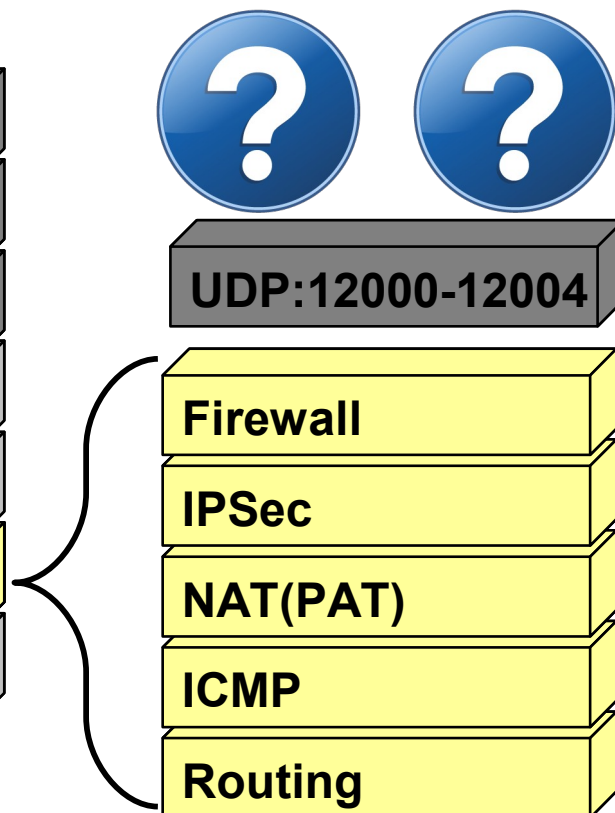 ?
?
UDP:12000-12004
Firewall
IPSec
NAT(PAT)
ICMP
Routing